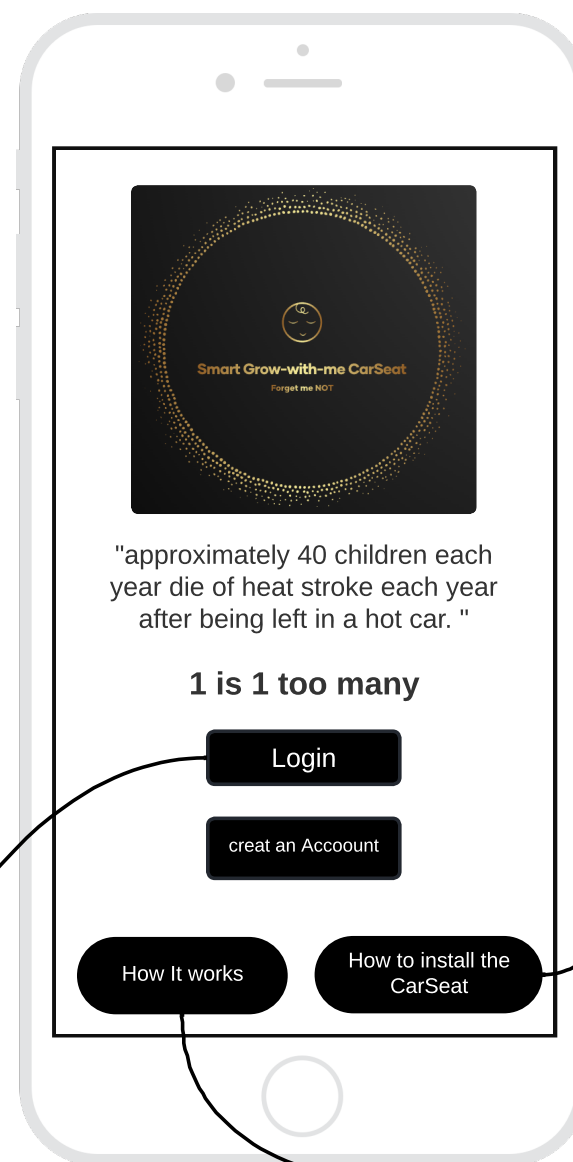 Smart Grow-with-me CarSeat
Forget me NOT
"approximately 40 children each
year die of heat stroke each year
after being left in a hot car. "
1 is 1 too many
Login
creat an Accoount
How It works
How to install the
CarSeat